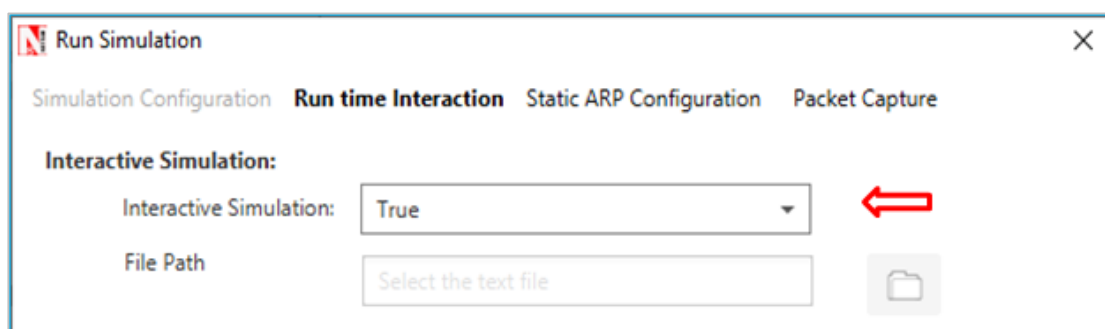 Run Simulation
Simulation Configuration Run time Interaction Static ARP Configuration Packet Capture
Interactive Simulation:
Interactive Simulation: True
File Path Select the text file